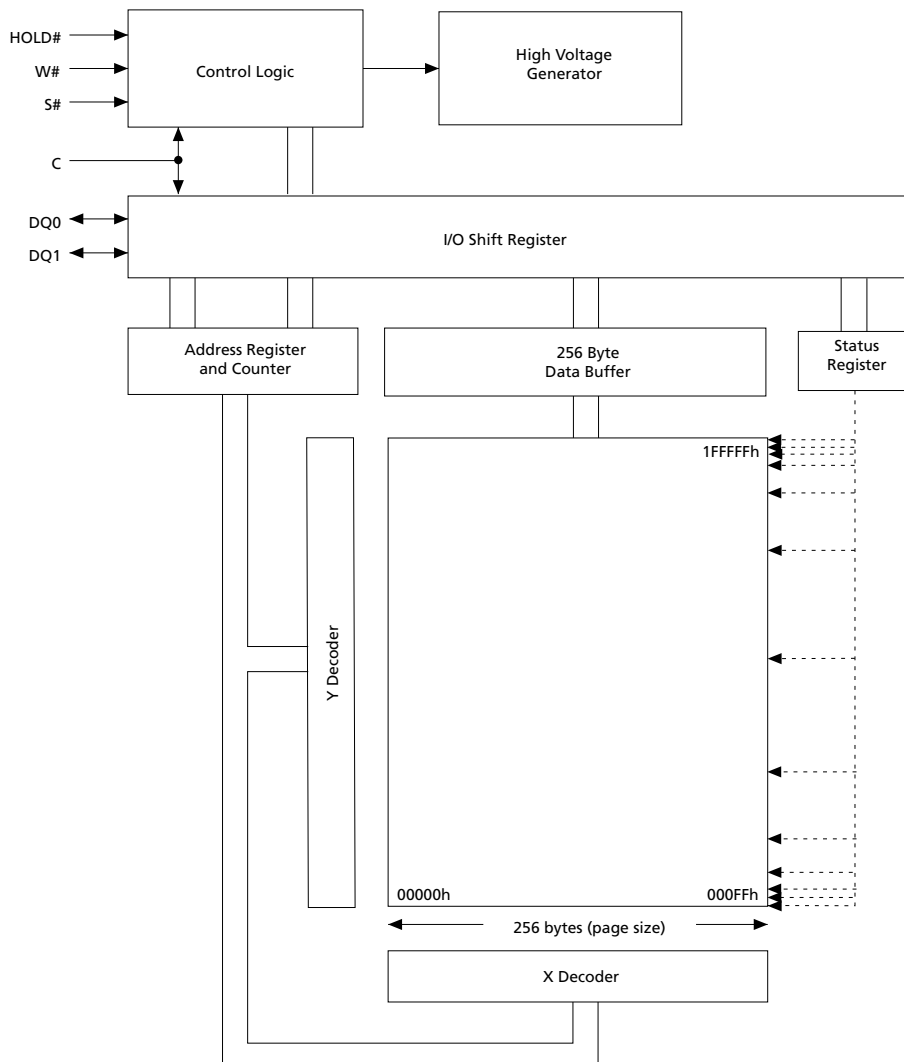 HOLD#
W#
S#
C
DQ0
DQ1
Control Logic
High Voltage
Generator
I/O Shift Register
Address Register
and Counter
256 Byte
Data Buffer
Status
Register
Y Decoder
1FFFFFh
00000h
000FFh
256 bytes (page size)
X Decoder